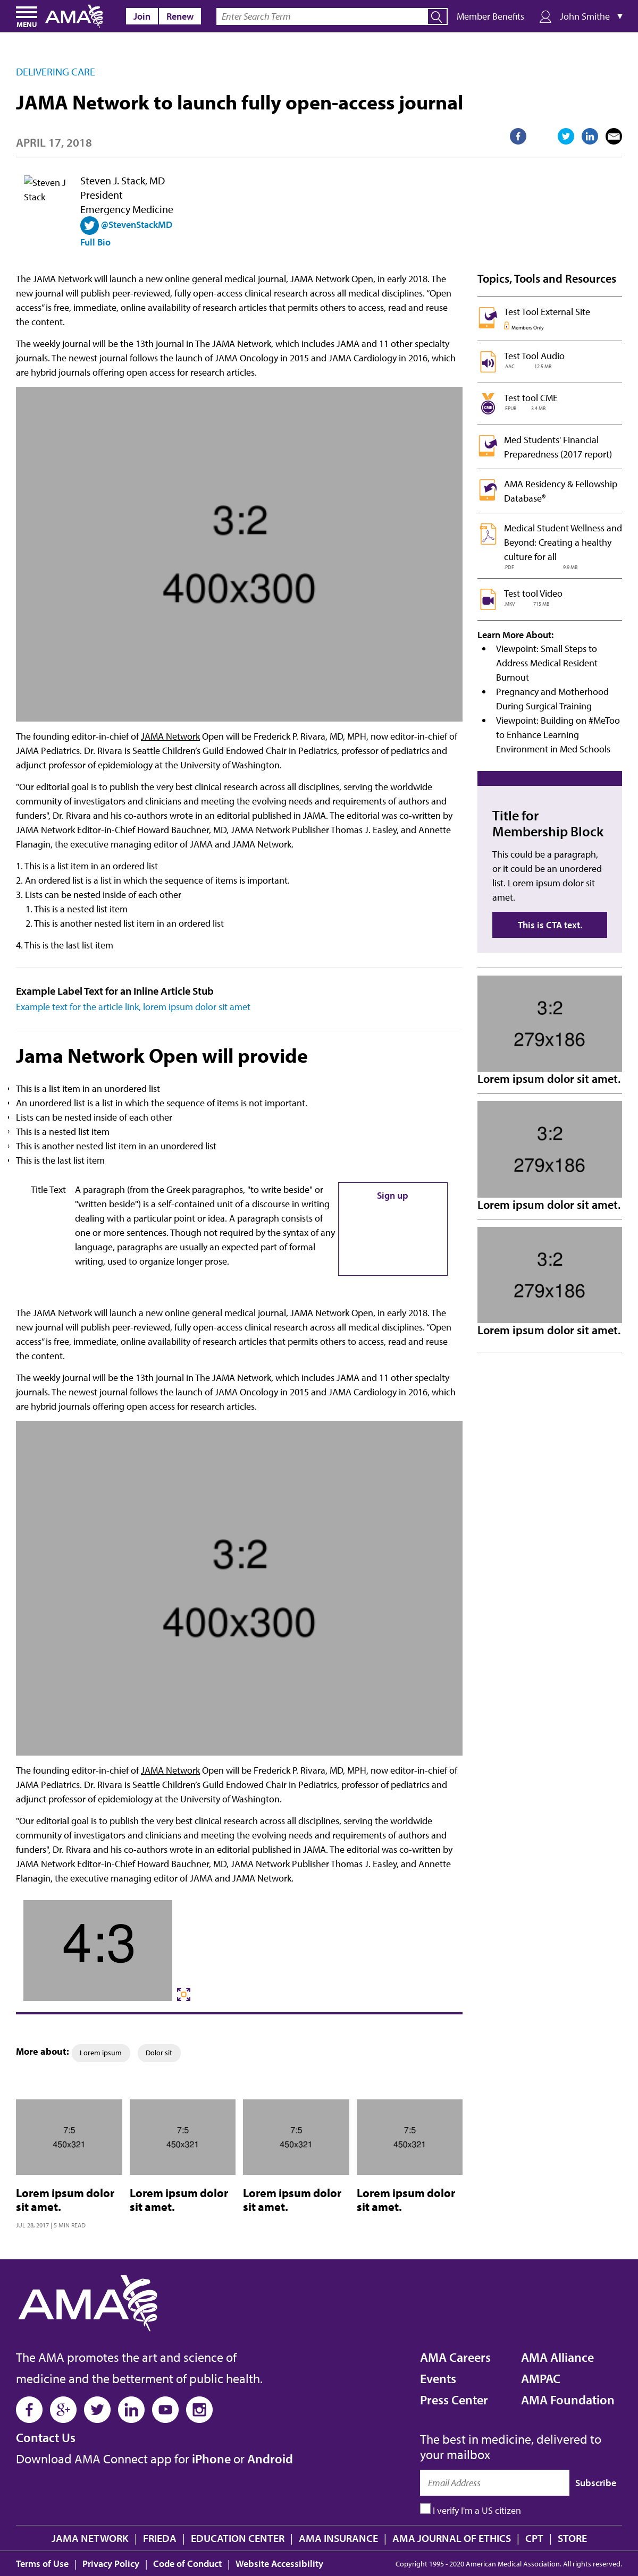 MENU
AMA
Join
Renew
Enter Search Term
Member Benefits
John Smithe
DELIVERING CARE
JAMA Network to launch fully open-access journal
APRIL 17, 2018
Steven J. Stack
Steven J. Stack, MD
President
Emergency Medicine
@StevenStackMD
Full Bio
The JAMA Network will launch a new online general medical journal, JAMA Network Open, in early 2018. The
new journal will publish peer-reviewed, fully open-access clinical research across all medical disciplines. "Open
access" is free, immediate, online availability of research articles that permits others to access, read and reuse
the content.
The weekly journal will be the 13th journal in The JAMA Network, which includes JAMA and 11 other specialty
journals. The newest journal follows the launch of JAMA Oncology in 2015 and JAMA Cardiology in 2016, which
are hybrid journals offering open access for research articles.
3:2
400x300
The founding editor-in-chief of JAMA Network Open will be Frederick P. Rivara, MD, MPH, now editor-in-chief of
JAMA Pediatrics. Dr. Rivara is Seattle Children's Guild Endowed Chair in Pediatrics, professor of pediatrics and
adjunct professor of epidemiology at the University of Washington.
"Our editorial goal is to publish the very best clinical research across all disciplines, serving the worldwide
community of investigators and clinicians and meeting the evolving needs and requirements of authors and
funders", Dr. Rivara and his co-authors wrote in an editorial published in JAMA. The editorial was co-written by
JAMA Network Editor-in-Chief Howard Bauchner, MD, JAMA Network Publisher Thomas J. Easley, and Annette
Flanagin, the executive managing editor of JAMA and JAMA Network.
1. This is a list item in an ordered list
2. An ordered list is a list in which the sequence of items is important.
3. Lists can be nested inside of each other
1. This is a nested list item
2. This is another nested list item in an ordered list
4. This is the last list item
Example Label Text for an Inline Article Stub
Example text for the article link, lorem ipsum dolor sit amet
Jama Network Open will provide
This is a list item in an unordered list
An unordered list is a list in which the sequence of items is not important.
Lists can be nested inside of each other
This is a nested list item
This is another nested list item in an unordered list
This is the last list item
Title Text
A paragraph (from the Greek paragraphos, "to write beside" or
"written beside") is a self-contained unit of a discourse in writing
dealing with a particular point or idea. A paragraph consists of
one or more sentences. Though not required by the syntax of any
language, paragraphs are usually an expected part of formal
writing, used to organize longer prose.
Sign up
The JAMA Network will launch a new online general medical journal, JAMA Network Open, in early 2018. The
new journal will publish peer-reviewed, fully open-access clinical research across all medical disciplines. "Open
access" is free, immediate, online availability of research articles that permits others to access, read and reuse
the content.
The weekly journal will be the 13th journal in The JAMA Network, which includes JAMA and 11 other specialty
journals. The newest journal follows the launch of JAMA Oncology in 2015 and JAMA Cardiology in 2016, which
are hybrid journals offering open access for research articles.
3:2
400x300
The founding editor-in-chief of JAMA Network Open will be Frederick P. Rivara, MD, MPH, now editor-in-chief of
JAMA Pediatrics. Dr. Rivara is Seattle Children's Guild Endowed Chair in Pediatrics, professor of pediatrics and
adjunct professor of epidemiology at the University of Washington.
"Our editorial goal is to publish the very best clinical research across all disciplines, serving the worldwide
community of investigators and clinicians and meeting the evolving needs and requirements of authors and
funders", Dr. Rivara and his co-authors wrote in an editorial published in JAMA. The editorial was co-written by
JAMA Network Editor-in-Chief Howard Bauchner, MD, JAMA Network Publisher Thomas J. Easley, and Annette
Flanagin, the executive managing editor of JAMA and JAMA Network.
4:3
More about:
Lorem ipsum
Dolor sit
7:5
450x321
Lorem ipsum dolor
sit amet.
JUL 28, 2017 | 5 MIN READ
7:5
450x321
Lorem ipsum dolor
sit amet.
7:5
450x321
Lorem ipsum dolor
sit amet.
7:5
450x321
Lorem ipsum dolor
sit amet.
Topics, Tools and Resources
Test Tool External Site
Members Only
Test Tool Audio
.AAC 12.5 MB
Test tool CME
CME
.EPUB 3.4 MB
Med Students' Financial
Preparedness (2017 report)
AMA Residency & Fellowship
Database®
Medical Student Wellness and
Beyond: Creating a healthy
culture for all
.PDF 9.9 MB
Test tool Video
.MKV 715 MB
Learn More About:
Viewpoint: Small Steps to
Address Medical Resident
Burnout
Pregnancy and Motherhood
During Surgical Training
Viewpoint: Building on #MeToo
to Enhance Learning
Environment in Med Schools
Title for
Membership Block
This could be a paragraph,
or it could be an unordered
list. Lorem ipsum dolor sit
amet.
This is CTA text.
3:2
279x186
Lorem ipsum dolor sit amet.
3:2
279x186
Lorem ipsum dolor sit amet.
3:2
279x186
Lorem ipsum dolor sit amet.
AMA
The AMA promotes the art and science of
medicine and the betterment of public health.
Contact Us
Download AMA Connect app for iPhone or Android
AMA Careers
Events
Press Center
AMA Alliance
AMPAC
AMA Foundation
The best in medicine, delivered to
your mailbox
Email Address
Subscribe
I verify I'm a US citizen
JAMA NETWORK | FRIEDA | EDUCATION CENTER | AMA INSURANCE | AMA JOURNAL OF ETHICS | CPT | STORE
Terms of Use | Privacy Policy | Code of Conduct | Website Accessibility
Copyright 1995 - 2020 American Medical Association. All rights reserved.